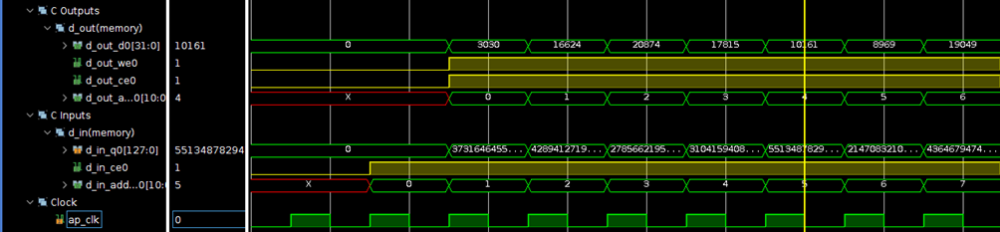 C Outputs
d_out(memory)
d_out_d0[31:0] 10161 0 3030 16624 20874 17815 10161 8969 19049
d_out_we0 1
d_out_ce0 1
d_out_a...0[10:0 4 X 0 1 2 3 4 5 6
C Inputs
d_in(memory)
d_in_q0[127:0] 55134878294 0 3731646455... 4289412719... 2785662195... 3104159408... 5513487829... 2147083210... 4364679474...
d_in_ce0 1
d_in_add...0[10: 5 X 0 1 2 3 4 5 6 7
Clock
ap_clk 0